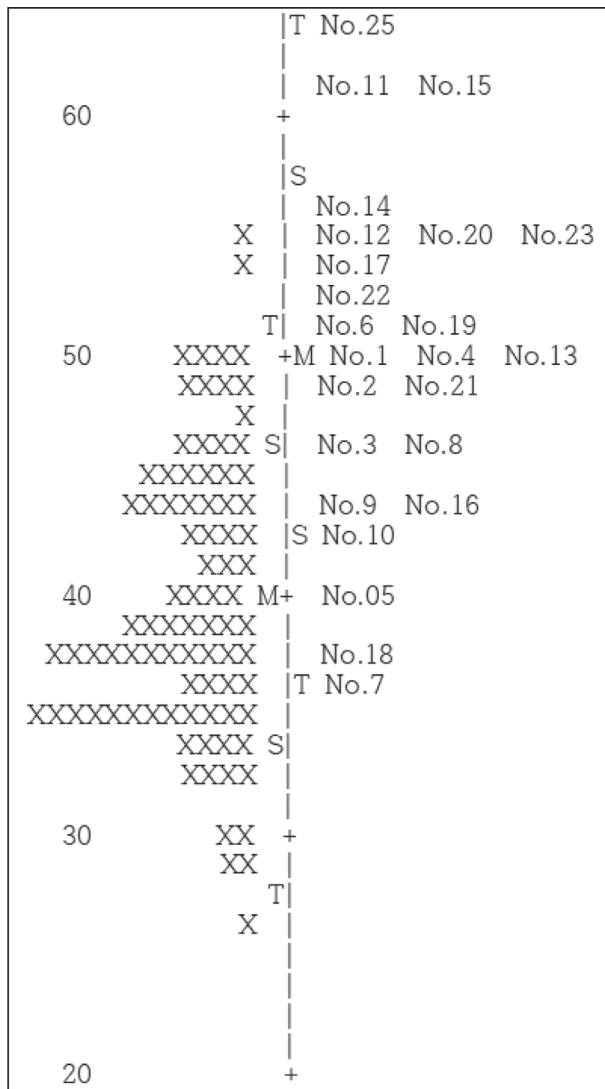 |T No.25
|
| No.11 No.15
60 +
|
|S
| No.14
X | No.12 No.20 No.23
X | No.17
| No.22
T| No.6 No.19
50 XXXX +M No.1 No.4 No.13
XXXX | No.2 No.21
X |
XXXX S| No.3 No.8
XXXXXX |
XXXXXXX | No.9 No.16
XXXX |S No.10
XXX |
40 XXXX M+ No.05
XXXXXXX |
XXXXXXXXXXX | No.18
XXXX |T No.7
XXXXXXXXXXXX |
XXXX S|
XXXX |
|
30 XX +
XX |
T|
X |
|
|
|
|
20 +